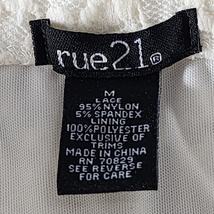 rue21®
M
LACE
95% NYLON
5% SPANDEX
LINING
100% POLYESTER
EXCLUSIVE OF
TRIMS
MADE IN CHINA
RN 70829
SEE REVERSE
FOR CARE